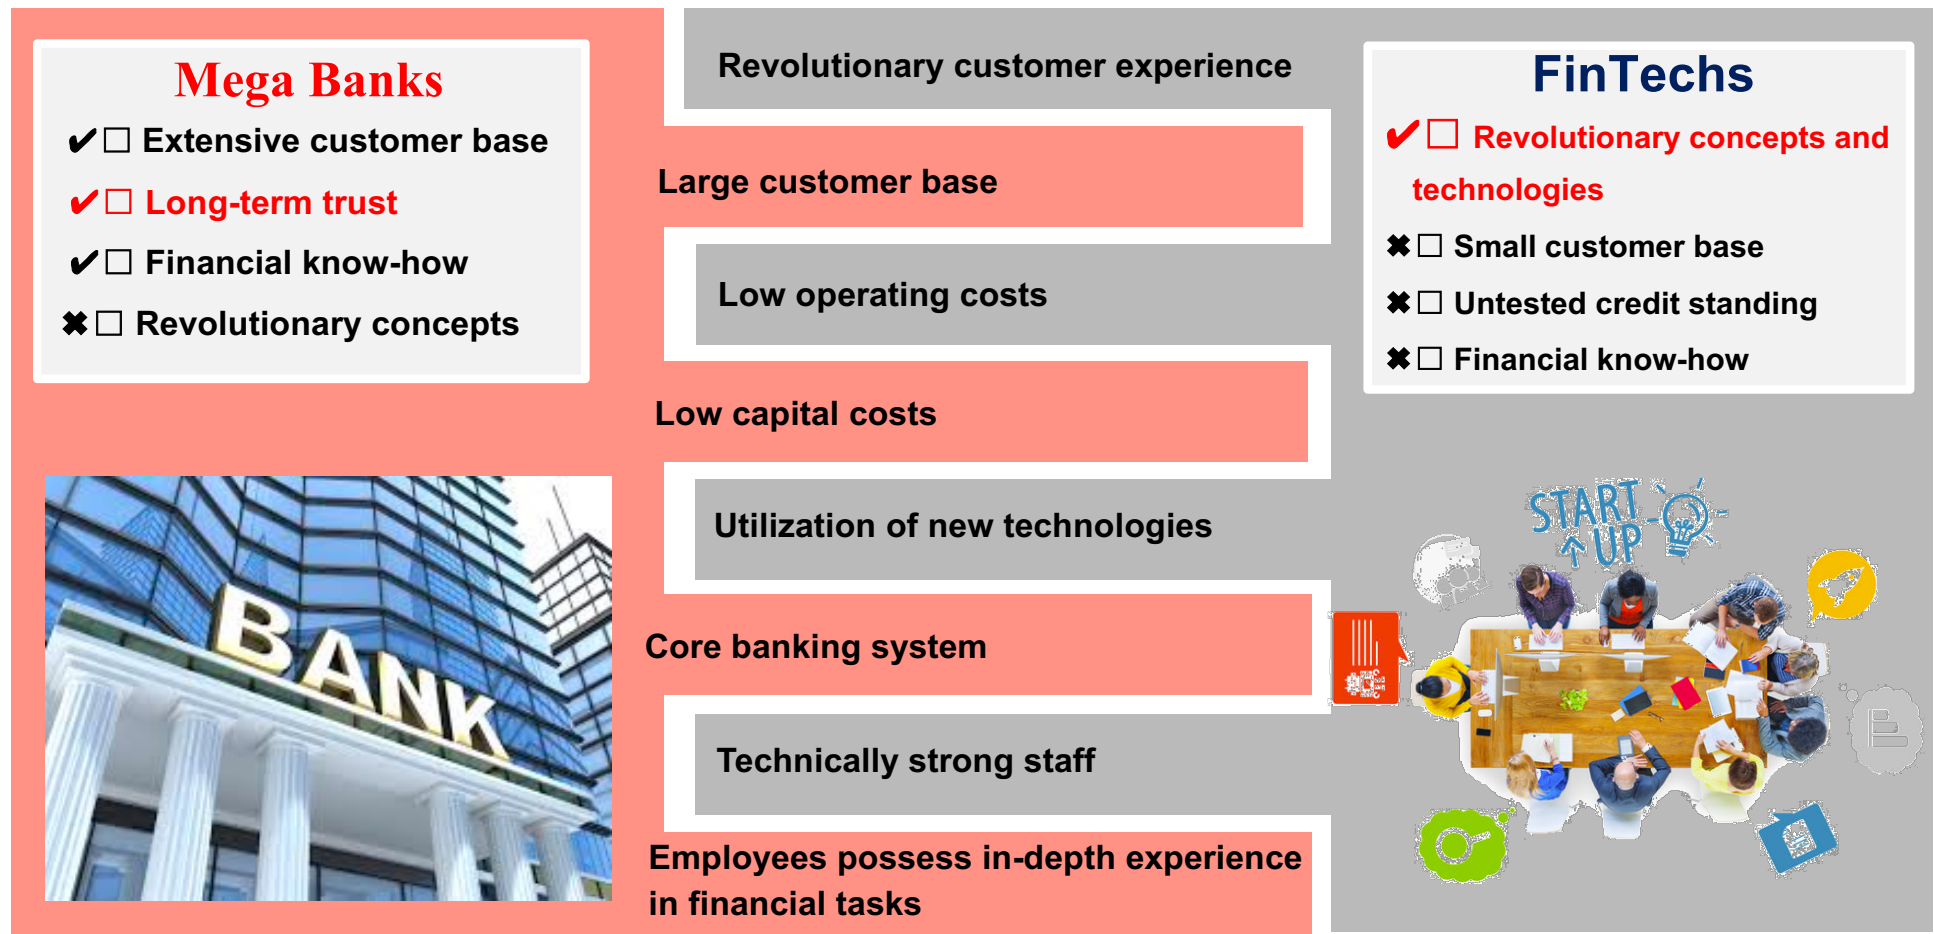 Mega Banks
✔☐ Extensive customer base
✔☐ Long-term trust
✔☐ Financial know-how
✖☐ Revolutionary concepts
BANK
Revolutionary customer experience
Large customer base
Low operating costs
Low capital costs
Utilization of new technologies
Core banking system
Technically strong staff
Employees possess in-depth experience
in financial tasks
FinTechs
✔☐ Revolutionary concepts and
technologies
✖☐ Small customer base
✖☐ Untested credit standing
✖☐ Financial know-how
START
UP